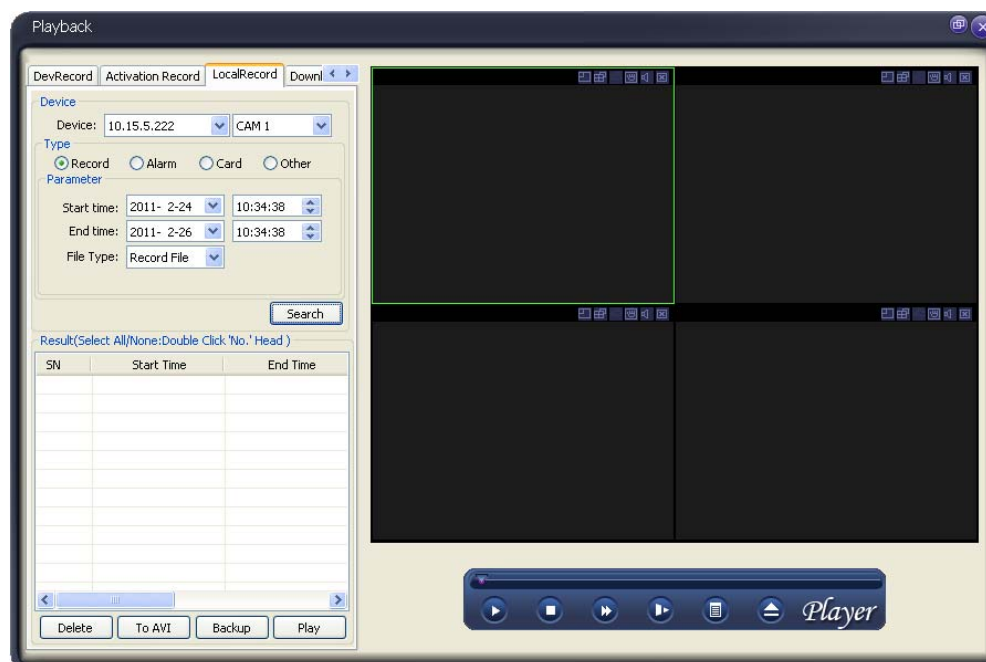 Playback
DevRecord Activation Record LocalRecord Downl
Device
Device: 10.15.5.222 CAM 1
Type
Record Alarm Card Other
Parameter
Start time: 2011- 2-24 10:34:38
End time: 2011- 2-26 10:34:38
File Type: Record File
Search
Result(Select All/None:Double Click 'No.' Head )
SN Start Time End Time
Delete To AVI Backup Play
Player